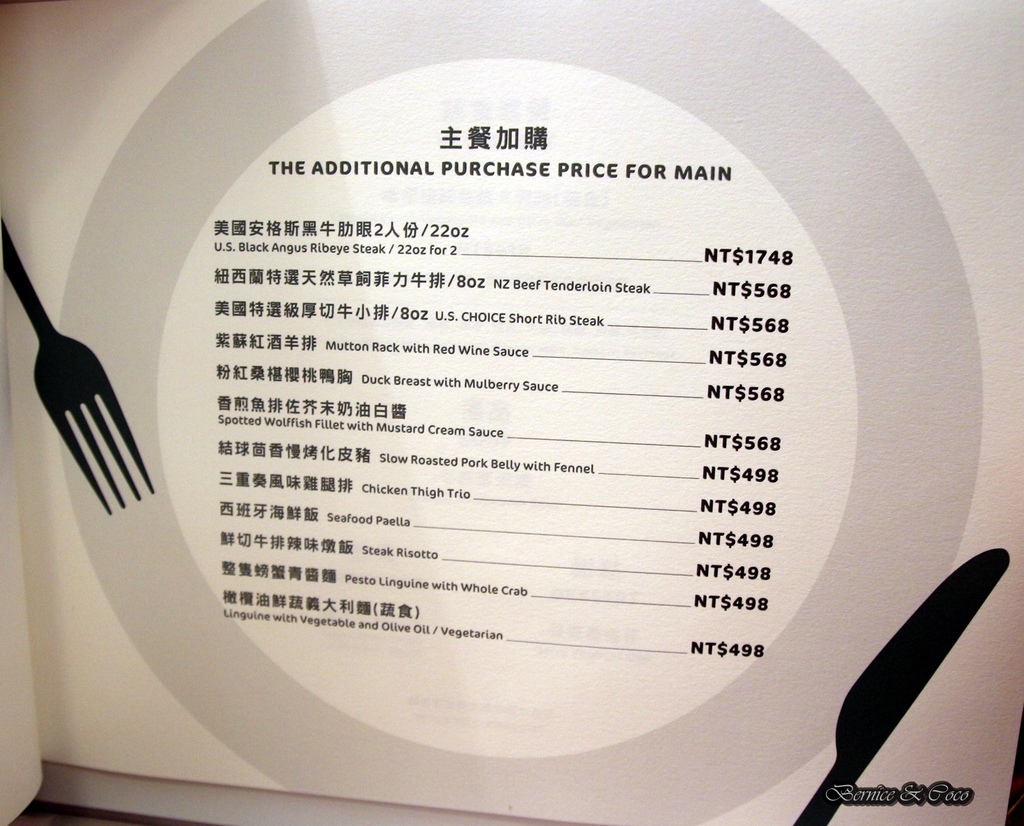 主餐加購
THE ADDITIONAL PURCHASE PRICE FOR MAIN
美國安格斯黑牛肋眼2人份/22oz
U.S. Black Angus Ribeye Steak / 22oz for 2 NT$1748
紐西蘭特選天然草飼菲力牛排/8oz NZ Beef Tenderloin Steak NT$568
美國特選級厚切牛小排/8oz U.S. CHOICE Short Rib Steak NT$568
紫蘇紅酒羊排 Mutton Rack with Red Wine Sauce NT$568
粉紅桑椹櫻桃鴨胸 Duck Breast with Mulberry Sauce NT$568
香煎魚排佐芥末奶油白醬
Spotted Wolffish Fillet with Mustard Cream Sauce NT$568
結球茴香慢烤化皮豬 Slow Roasted Pork Belly with Fennel NT$498
三重奏風味雞腿排 Chicken Thigh Trio NT$498
西班牙海鮮飯 Seafood Paella NT$498
鮮切牛排辣味燉飯 Steak Risotto NT$498
整隻螃蟹青醬麵 Pesto Linguine with Whole Crab NT$498
橄欖油鮮蔬義大利麵(蔬食)
Linguine with Vegetable and Olive Oil / Vegetarian NT$498
Bernice & Coco